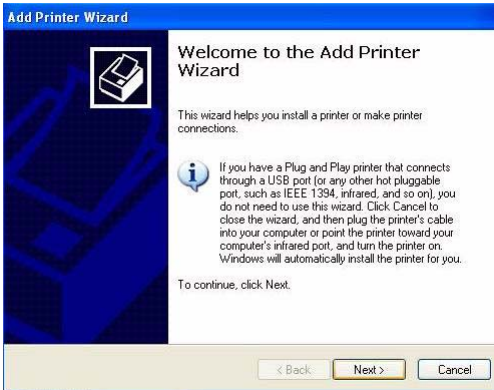 Add Printer Wizard
Welcome to the Add Printer
Wizard
This wizard helps you install a printer or make printer
connections.
If you have a Plug and Play printer that connects
through a USB port (or any other hot pluggable
port, such as IEEE 1394, infrared, and so on), you
do not need to use this wizard. Click Cancel to
close the wizard, and then plug the printer's cable
into your computer or point the printer toward your
computer's infrared port, and turn the printer on.
Windows will automatically install the printer for you.
To continue, click Next.
< Back Next > Cancel